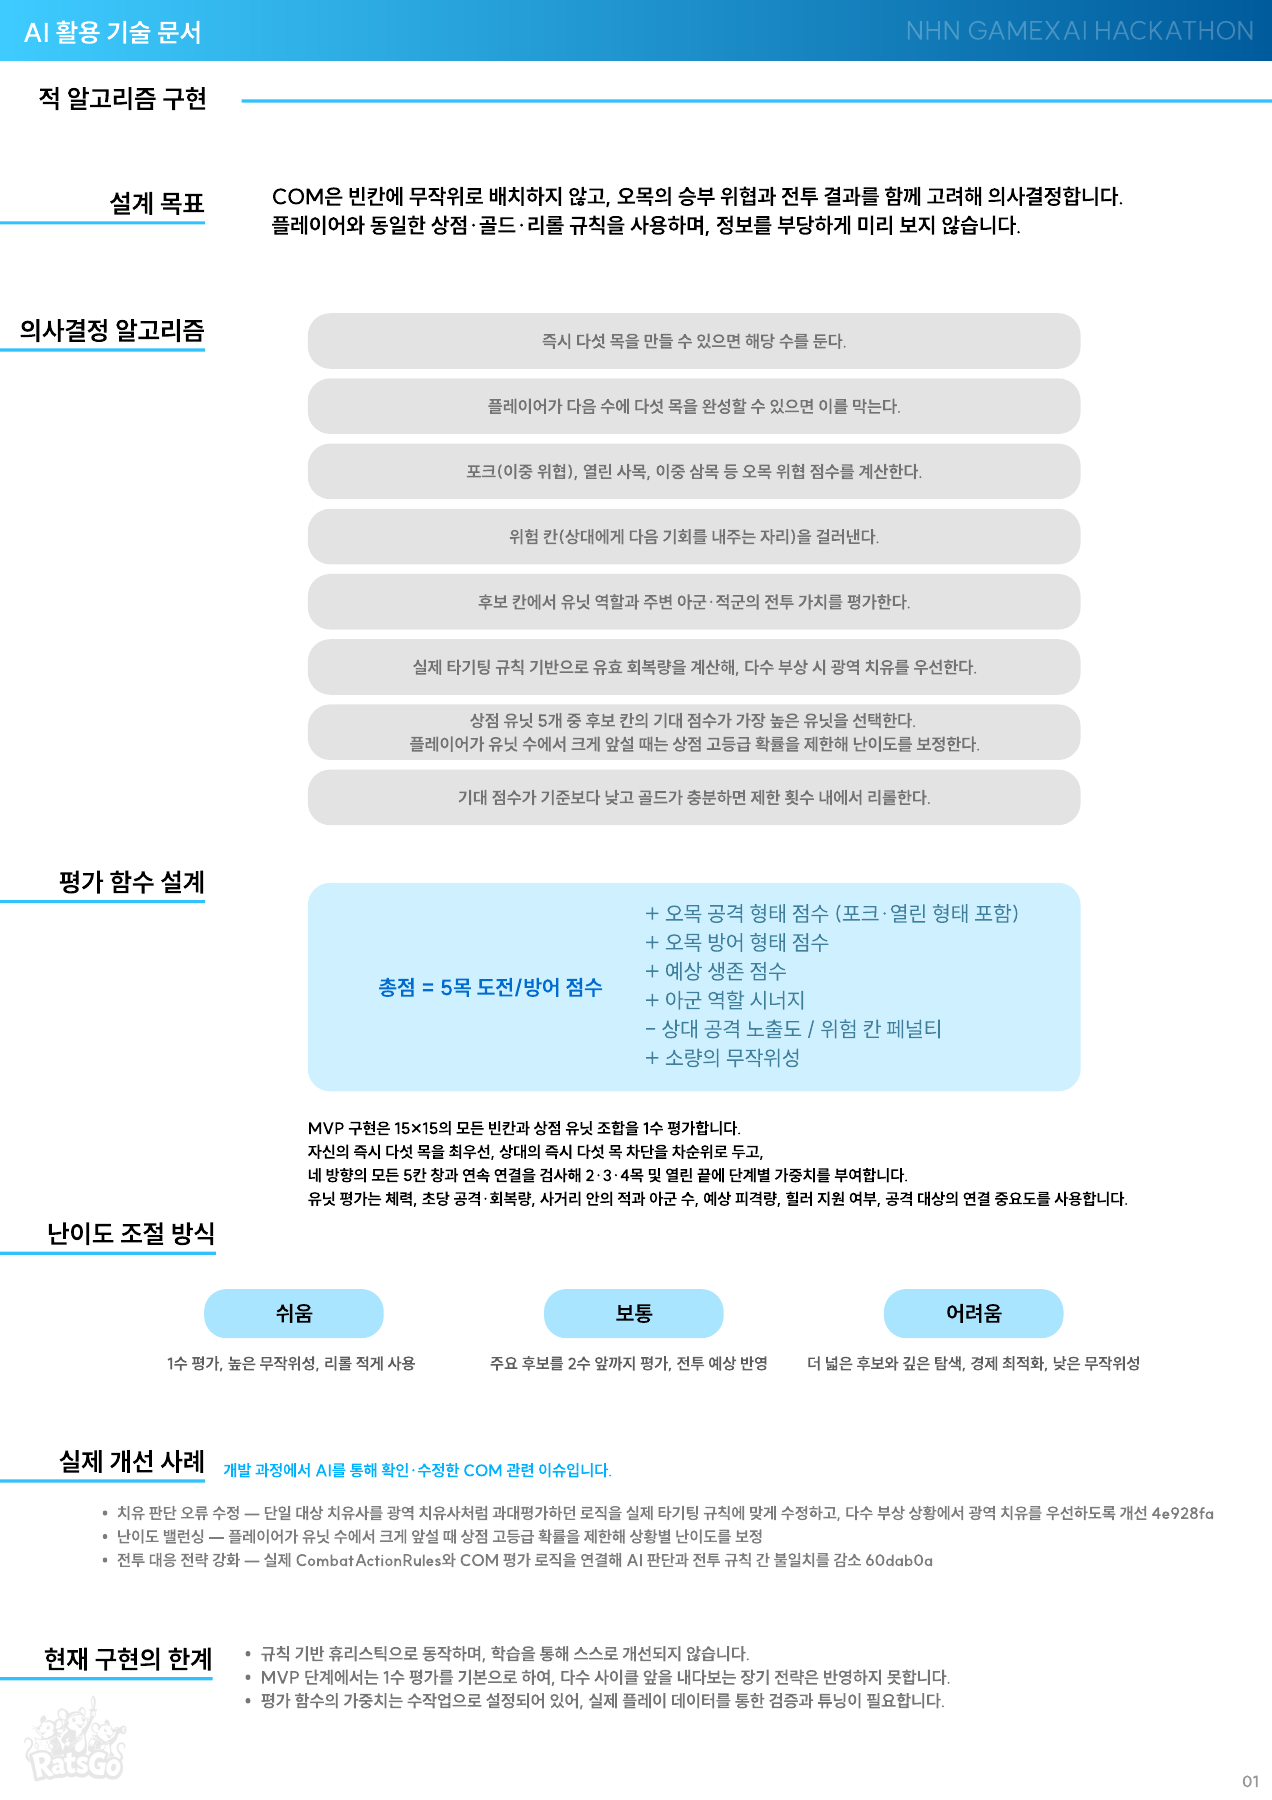 AI 활용 기술 문서
NHN GAMEXAI HACKATHON
적 알고리즘 구현
설계 목표
COM은 빈칸에 무작위로 배치하지 않고, 오목의 승부 위협과 전투 결과를 함께 고려해 의사결정합니다.
플레이어와 동일한 상점·골드·리롤 규칙을 사용하며, 정보를 부당하게 미리 보지 않습니다.
의사결정 알고리즘
즉시 다섯 목을 만들 수 있으면 해당 수를 둔다.
플레이어가 다음 수에 다섯 목을 완성할 수 있으면 이를 막는다.
포크(이중 위협), 열린 사목, 이중 삼목 등 오목 위협 점수를 계산한다.
위험 칸(상대에게 다음 기회를 내주는 자리)을 걸러낸다.
후보 칸에서 유닛 역할과 주변 아군·적군의 전투 가치를 평가한다.
실제 타기팅 규칙 기반으로 유효 회복량을 계산해, 다수 부상 시 광역 치유를 우선한다.
상점 유닛 5개 중 후보 칸의 기대 점수가 가장 높은 유닛을 선택한다.
플레이어가 유닛 수에서 크게 앞설 때는 상점 고등급 확률을 제한해 난이도를 보정한다.
기대 점수가 기준보다 낮고 골드가 충분하면 제한 횟수 내에서 리롤한다.
평가 함수 설계
총점 = 5목 도전/방어 점수
+ 오목 공격 형태 점수 (포크·열린 형태 포함)
+ 오목 방어 형태 점수
+ 예상 생존 점수
+ 아군 역할 시너지
− 상대 공격 노출도 / 위험 칸 페널티
+ 소량의 무작위성
MVP 구현은 15×15의 모든 빈칸과 상점 유닛 조합을 1수 평가합니다.
자신의 즉시 다섯 목을 최우선, 상대의 즉시 다섯 목 차단을 차순위로 두고,
네 방향의 모든 5칸 창과 연속 연결을 검사해 2·3·4목 및 열린 끝에 단계별 가중치를 부여합니다.
유닛 평가는 체력, 초당 공격·회복량, 사거리 안의 적과 아군 수, 예상 피격량, 힐러 지원 여부, 공격 대상의 연결 중요도를 사용합니다.
난이도 조절 방식
쉬움
보통
어려움
1수 평가, 높은 무작위성, 리롤 적게 사용
주요 후보를 2수 앞까지 평가, 전투 예상 반영
더 넓은 후보와 깊은 탐색, 경제 최적화, 낮은 무작위성
실제 개선 사례
개발 과정에서 AI를 통해 확인·수정한 COM 관련 이슈입니다.
• 치유 판단 오류 수정 — 단일 대상 치유사를 광역 치유사처럼 과대평가하던 로직을 실제 타기팅 규칙에 맞게 수정하고, 다수 부상 상황에서 광역 치유를 우선하도록 개선 4e928fa
• 난이도 밸런싱 — 플레이어가 유닛 수에서 크게 앞설 때 상점 고등급 확률을 제한해 상황별 난이도를 보정
• 전투 대응 전략 강화 — 실제 CombatActionRules와 COM 평가 로직을 연결해 AI 판단과 전투 규칙 간 불일치를 감소 60dab0a
현재 구현의 한계
• 규칙 기반 휴리스틱으로 동작하며, 학습을 통해 스스로 개선되지 않습니다.
• MVP 단계에서는 1수 평가를 기본으로 하여, 다수 사이클 앞을 내다보는 장기 전략은 반영하지 못합니다.
• 평가 함수의 가중치는 수작업으로 설정되어 있어, 실제 플레이 데이터를 통한 검증과 튜닝이 필요합니다.
RatsGo
01